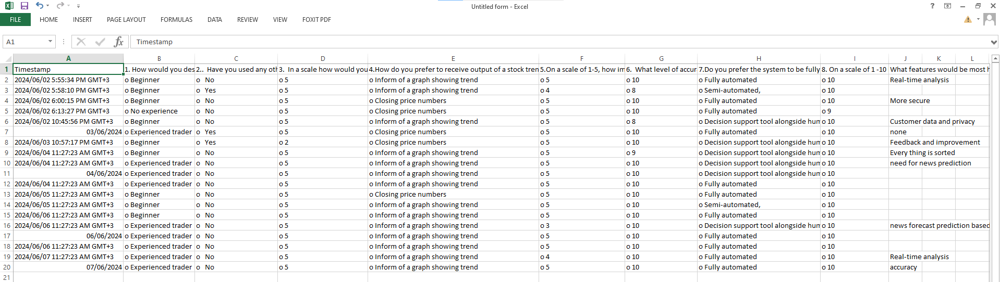 Untitled form - Excel
FILE HOME INSERT PAGE LAYOUT FORMULAS DATA REVIEW VIEW FOXIT PDF
A1 fx Timestamp
A B C D E F G H I J K L
1 Timestamp 1. How would you des 2.. Have you used any oth 3. In a scale how would you 4.How do you prefer to receive output of a stock tren 5.On a scale of 1-5, how im 6. What level of accur 7.Do you prefer the system to be fully 8. On a scale of 1 -10 What features would be most h
2 2024/06/02 5:55:34 PM GMT+3 o Beginner o No o 5 o Inform of a graph showing trend o 5 o 10 o Fully automated o 10 Real-time analysis
3 2024/06/02 5:58:10 PM GMT+3 o Beginner o Yes o 5 o Inform of a graph showing trend o 4 o 8 o Semi-automated, o 10
4 2024/06/02 6:00:15 PM GMT+3 o Beginner o No o 5 o Closing price numbers o 5 o 10 o Fully automated o 10 More secure
5 2024/06/02 6:13:27 PM GMT+3 o No experience o No o 5 o Closing price numbers o 5 o 10 o Fully automated o 9
6 2024/06/02 10:45:56 PM GMT+3 o Beginner o No o 5 o Inform of a graph showing trend o 5 o 8 o Decision support tool alongside hum o 10 Customer data and privacy
7 03/06/2024 o Experienced trader o Yes o 5 o Closing price numbers o 5 o 10 o Fully automated o 10 none
8 2024/06/03 10:57:17 PM GMT+3 o Beginner o Yes o 2 o Closing price numbers o 5 o 10 o Decision support tool alongside hum o 10 Feedback and improvement
9 2024/06/04 11:27:23 AM GMT+3 o Beginner o No o 5 o Inform of a graph showing trend o 5 o 9 o Decision support tool alongside hum o 10 Every thing is sorted
10 2024/06/04 11:27:23 AM GMT+3 o Experienced trader o No o 5 o Inform of a graph showing trend o 5 o 10 o Decision support tool alongside hum o 10 need for news prediction
11 04/06/2024 o Experienced trader o No o 5 o Inform of a graph showing trend o 5 o 10 o Decision support tool alongside hum o 10
12 2024/06/04 11:27:23 AM GMT+3 o Experienced trader o No o 5 o Inform of a graph showing trend o 5 o 10 o Fully automated o 10
13 2024/06/05 11:27:23 AM GMT+3 o Beginner o No o 5 o Closing price numbers o 5 o 10 o Fully automated o 10
14 2024/06/05 11:27:23 AM GMT+3 o Beginner o No o 5 o Inform of a graph showing trend o 5 o 10 o Semi-automated, o 10
15 2024/06/06 11:27:23 AM GMT+3 o Beginner o No o 5 o Inform of a graph showing trend o 5 o 10 o Fully automated o 10
16 2024/06/06 11:27:23 AM GMT+3 o Experienced trader o No o 5 o Inform of a graph showing trend o 3 o 10 o Decision support tool alongside hum o 10 news forecast prediction based
17 06/06/2024 o Experienced trader o No o 5 o Inform of a graph showing trend o 5 o 10 o Fully automated o 10
18 2024/06/06 11:27:23 AM GMT+3 o Experienced trader o No o 5 o Inform of a graph showing trend o 5 o 10 o Fully automated o 10
19 2024/06/07 11:27:23 AM GMT+3 o Experienced trader o No o 5 o Inform of a graph showing trend o 4 o 10 o Fully automated o 10 Real-time analysis
20 07/06/2024 o Experienced trader o No o 5 o Inform of a graph showing trend o 5 o 10 o Fully automated o 10 accuracy
21